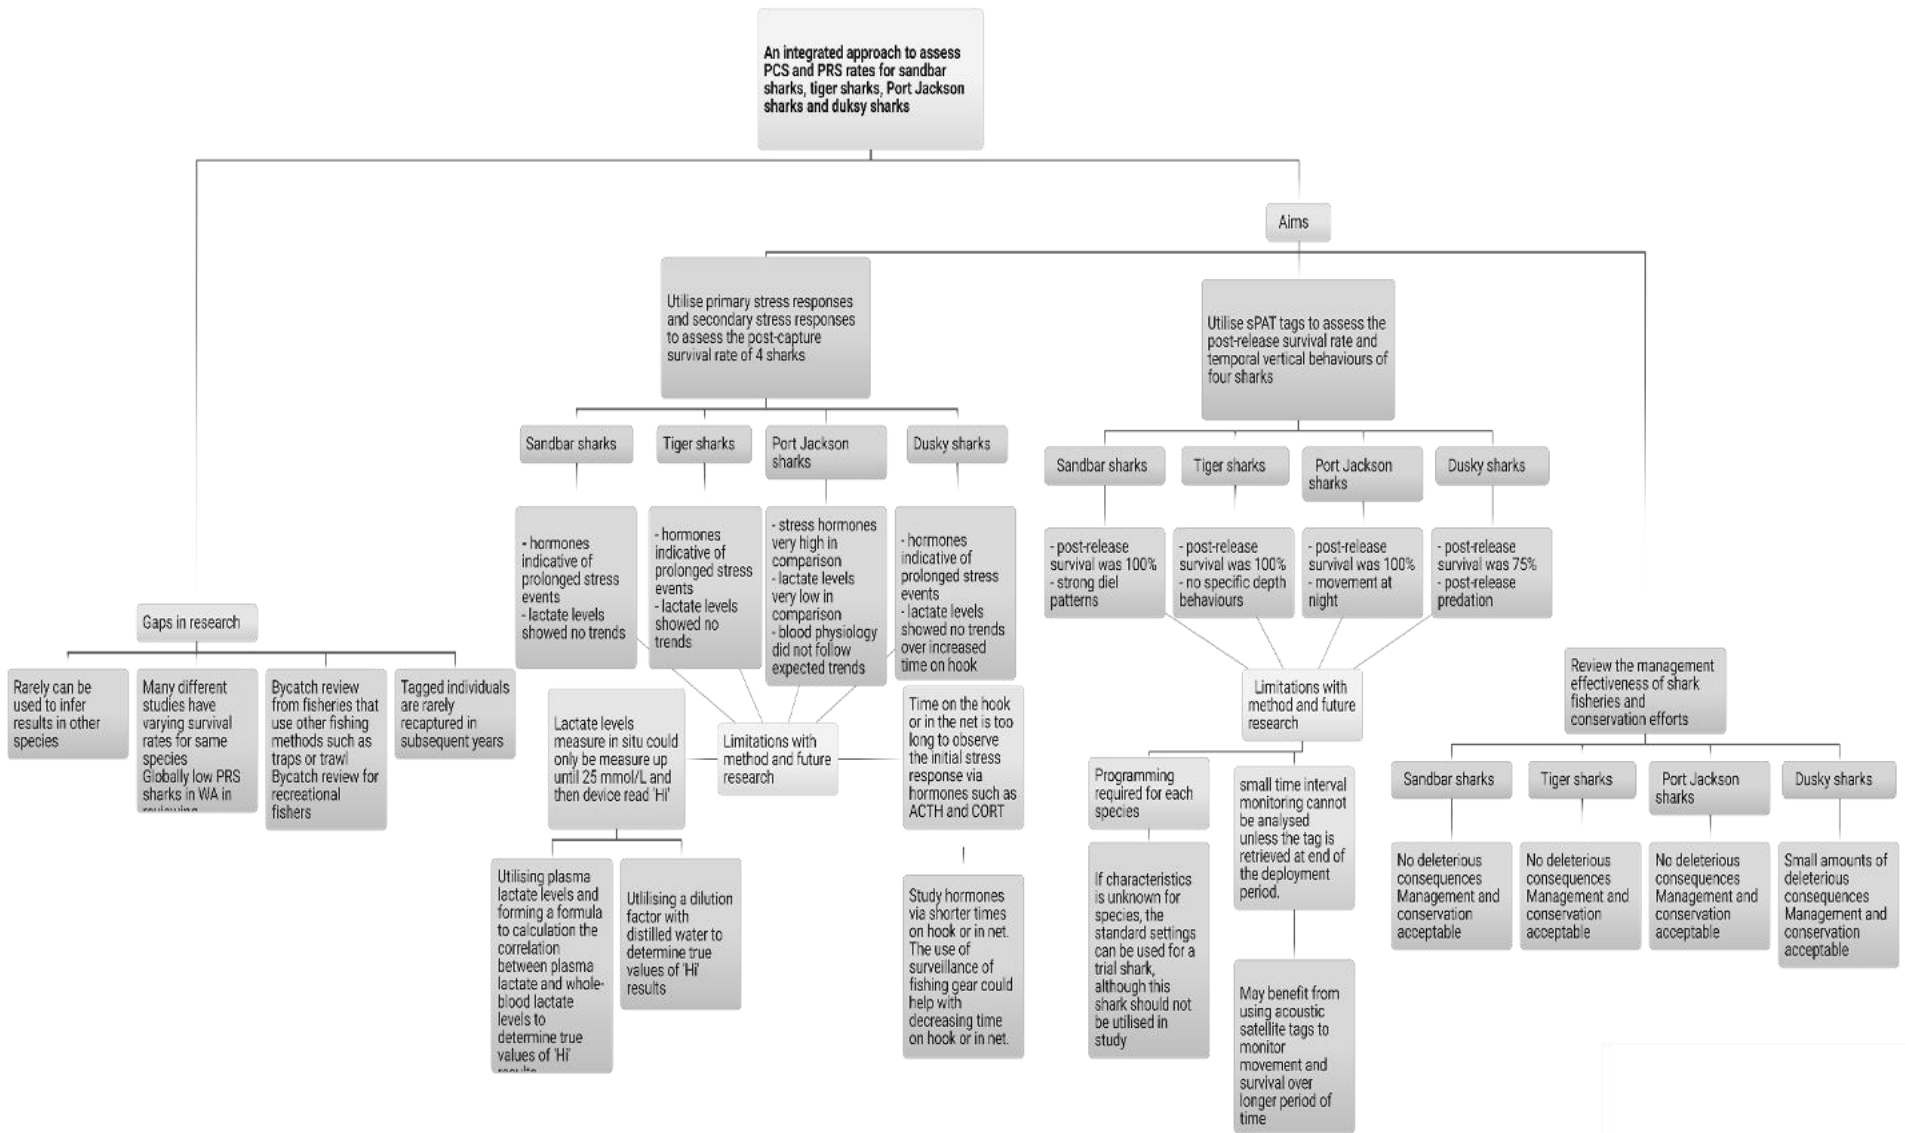 An integrated approach to assess
PCS and PRS rates for sandbar
sharks, tiger sharks, Port Jackson
sharks and duksy sharks
Aims
Utilise primary stress responses
and secondary stress responses
to assess the post-capture
survival rate of 4 sharks
Utilise sPAT tags to assess the
post-release survival rate and
temporal vertical behaviours of
four sharks
Sandbar sharks
Tiger sharks
Port Jackson
sharks
Dusky sharks
- hormones
indicative of
prolonged stress
events
- lactate levels
showed no trends
- hormones
indicative of
prolonged stress
events
- lactate levels
showed no
trends
- stress hormones
very high in
comparison
- lactate levels
very low in
comparison
- blood physiology
did not follow
expected trends
- hormones
indicative of
prolonged stress
events
- lactate levels
showed no trends
over increased
time on hook
Sandbar sharks
Tiger sharks
Port Jackson
sharks
Dusky sharks
- post-release
survival was 100%
- strong diel
patterns
- post-release
survival was 100%
- no specific depth
behaviours
- post-release
survival was 100%
- movement at
night
- post-release
survival was 75%
- post-release
predation
Gaps in research
Rarely can be
used to infer
results in other
species
Many different
studies have
varying survival
rates for same
species
Globally low PRS
sharks in WA in
reviewing
Bycatch review
from fisheries that
use other fishing
methods such as
traps or trawl
Bycatch review for
recreational
fishers
Tagged individuals
are rarely
recaptured in
subsequent years
Lactate levels
measure in situ could
only be measure up
until 25 mmol/L and
then device read 'Hi'
Limitations with
method and future
research
Time on the hook
or in the net is too
long to observe
the initial stress
response via
hormones such as
ACTH and CORT
Utilising plasma
lactate levels and
forming a formula
to calculation the
correlation
between plasma
lactate and whole-
blood lactate
levels to
determine true
values of 'Hi'
results
Utlilising a dilution
factor with
distilled water to
determine true
values of 'Hi'
results
Study hormones
via shorter times
on hook or in net.
The use of
surveillance of
fishing gear could
help with
decreasing time
on hook or in net.
Limitations with
method and future
research
Programming
required for each
species
small time interval
monitoring cannot
be analysed
unless the tag is
retrieved at end of
the deployment
period.
If characteristics
is unknown for
species, the
standard settings
can be used for a
trial shark,
although this
shark should not
be utilised in
study
May benefit from
using acoustic
satellite tags to
monitor
movement and
survival over
longer period of
time
Review the management
effectiveness of shark
fisheries and
conservation efforts
Sandbar sharks
Tiger sharks
Port Jackson
sharks
Dusky sharks
No deleterious
consequences
Management and
conservation
acceptable
No deleterious
consequences
Management and
conservation
acceptable
No deleterious
consequences
Management and
conservation
acceptable
Small amounts of
deleterious
consequences
Management and
conservation
acceptable